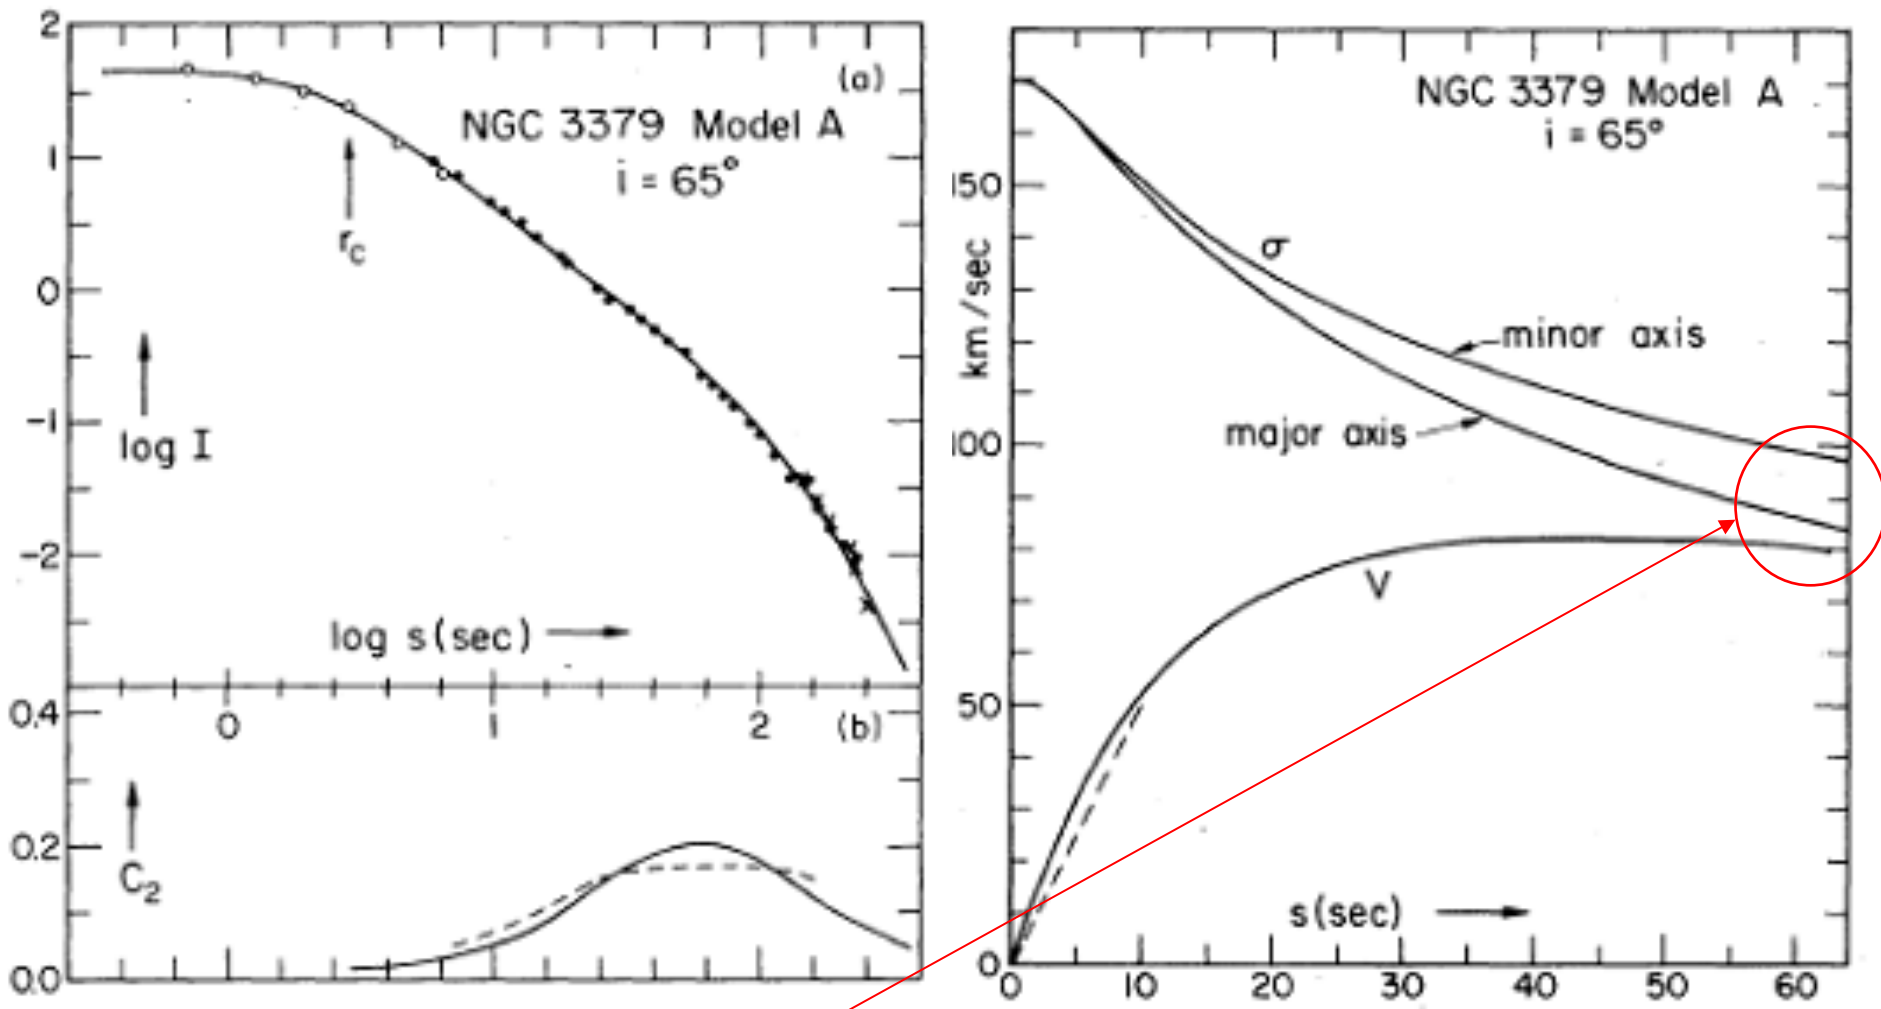 2
(a)
NGC 3379 Model A
i = 65°
1
r_c
0
log I
-1
-2
log s(sec)
0.4
0
1
2
(b)
0.2
C_2
0.0
NGC 3379 Model A
i = 65°
150
σ
km/sec
minor axis
major axis
100
V
50
s(sec)
0
0
10
20
30
40
50
60